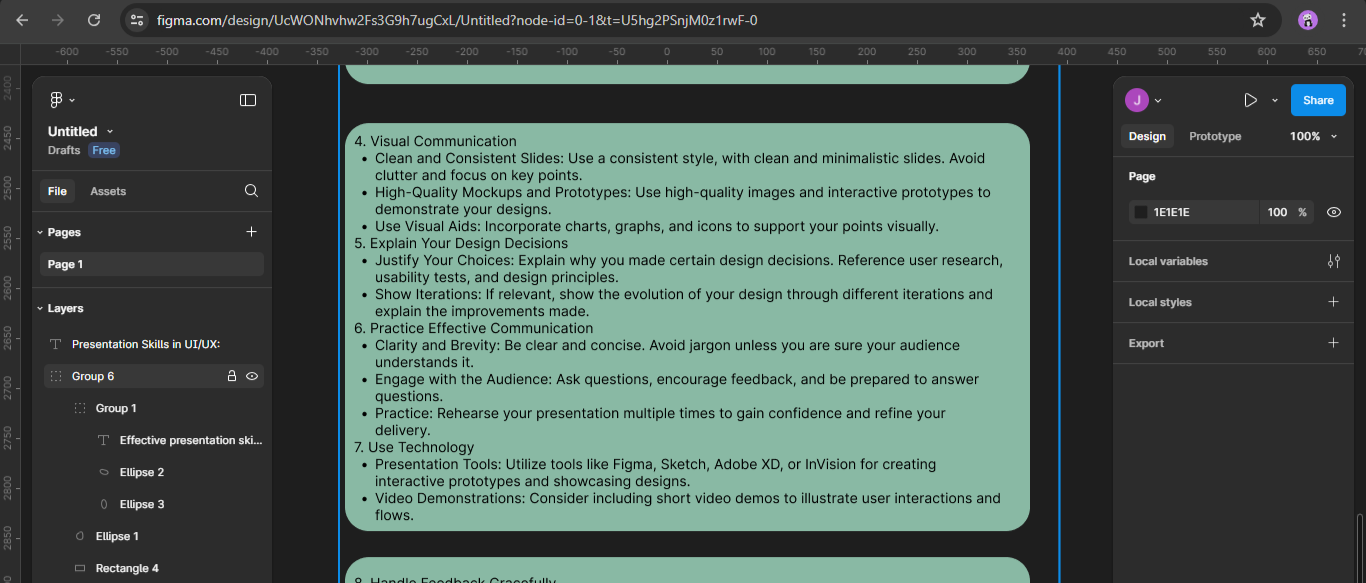 figma.com/design/UcWONhvhw2Fs3G9h7ugCxL/Untitled?node-id=0-1&t=U5hg2PSnjM0z1rwF-0
-600 -550 -500 -450 -400 -350 -300 -250 -200 -150 -100 -50 0 50 100 150 200 250 300 350 400 450 500 550 600 650
2400
2450
2500
2550
2600
2650
2700
2750
2800
2850
Untitled
Drafts Free
File Assets
Pages
Page 1
Layers
Presentation Skills in UI/UX:
Group 6
Group 1
Effective presentation ski...
Ellipse 2
Ellipse 3
Ellipse 1
Rectangle 4
4. Visual Communication
• Clean and Consistent Slides: Use a consistent style, with clean and minimalistic slides. Avoid
clutter and focus on key points.
• High-Quality Mockups and Prototypes: Use high-quality images and interactive prototypes to
demonstrate your designs.
• Use Visual Aids: Incorporate charts, graphs, and icons to support your points visually.
5. Explain Your Design Decisions
• Justify Your Choices: Explain why you made certain design decisions. Reference user research,
usability tests, and design principles.
• Show Iterations: If relevant, show the evolution of your design through different iterations and
explain the improvements made.
6. Practice Effective Communication
• Clarity and Brevity: Be clear and concise. Avoid jargon unless you are sure your audience
understands it.
• Engage with the Audience: Ask questions, encourage feedback, and be prepared to answer
questions.
• Practice: Rehearse your presentation multiple times to gain confidence and refine your
delivery.
7. Use Technology
• Presentation Tools: Utilize tools like Figma, Sketch, Adobe XD, or InVision for creating
interactive prototypes and showcasing designs.
• Video Demonstrations: Consider including short video demos to illustrate user interactions and
flows.
8. Handle Feedback Gracefully
J
Share
Design Prototype 100%
Page
1E1E1E 100 %
Local variables
Local styles
Export